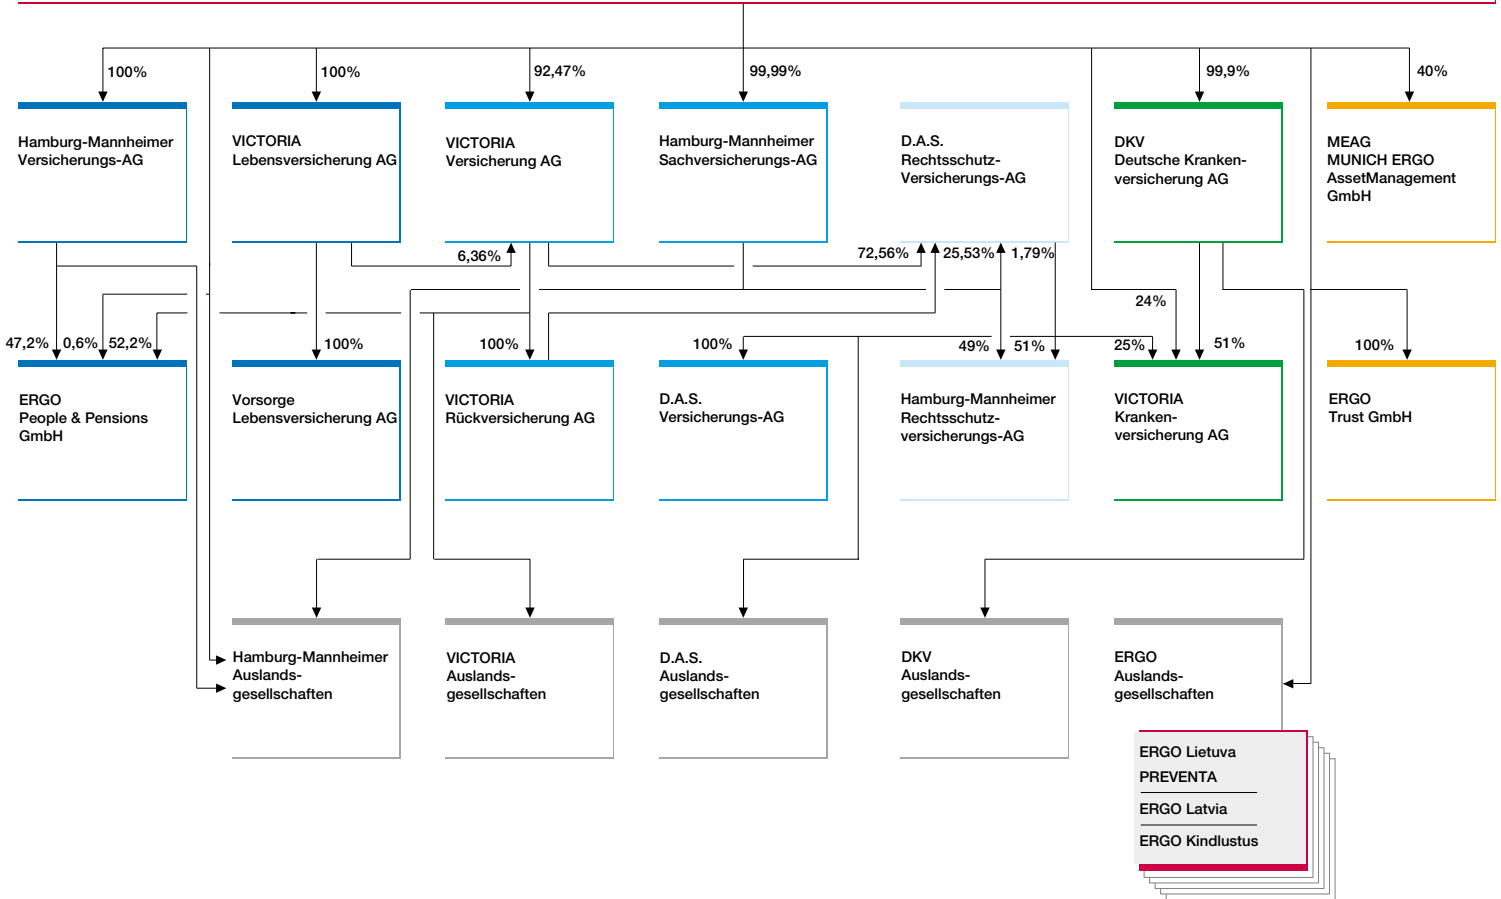 100%
100%
92,47%
99,99%
99,9%
40%
Hamburg-Mannheimer
Versicherungs-AG
VICTORIA
Lebensversicherung AG
VICTORIA
Versicherung AG
Hamburg-Mannheimer
Sachversicherungs-AG
D.A.S.
Rechtsschutz-
Versicherungs-AG
DKV
Deutsche Kranken-
versicherung AG
MEAG
MUNICH ERGO
AssetManagement
GmbH
6,36%
72,56%
25,53%
1,79%
24%
47,2%
0,6%
52,2%
100%
100%
100%
49%
51%
25%
51%
100%
ERGO
People & Pensions
GmbH
Vorsorge
Lebensversicherung AG
VICTORIA
Rückversicherung AG
D.A.S.
Versicherungs-AG
Hamburg-Mannheimer
Rechtsschutz-
versicherungs-AG
VICTORIA
Kranken-
versicherung AG
ERGO
Trust GmbH
Hamburg-Mannheimer
Auslands-
gesellschaften
VICTORIA
Auslands-
gesellschaften
D.A.S.
Auslands-
gesellschaften
DKV
Auslands-
gesellschaften
ERGO
Auslands-
gesellschaften
ERGO Lietuva
PREVENTA
ERGO Latvia
ERGO Kindlustus